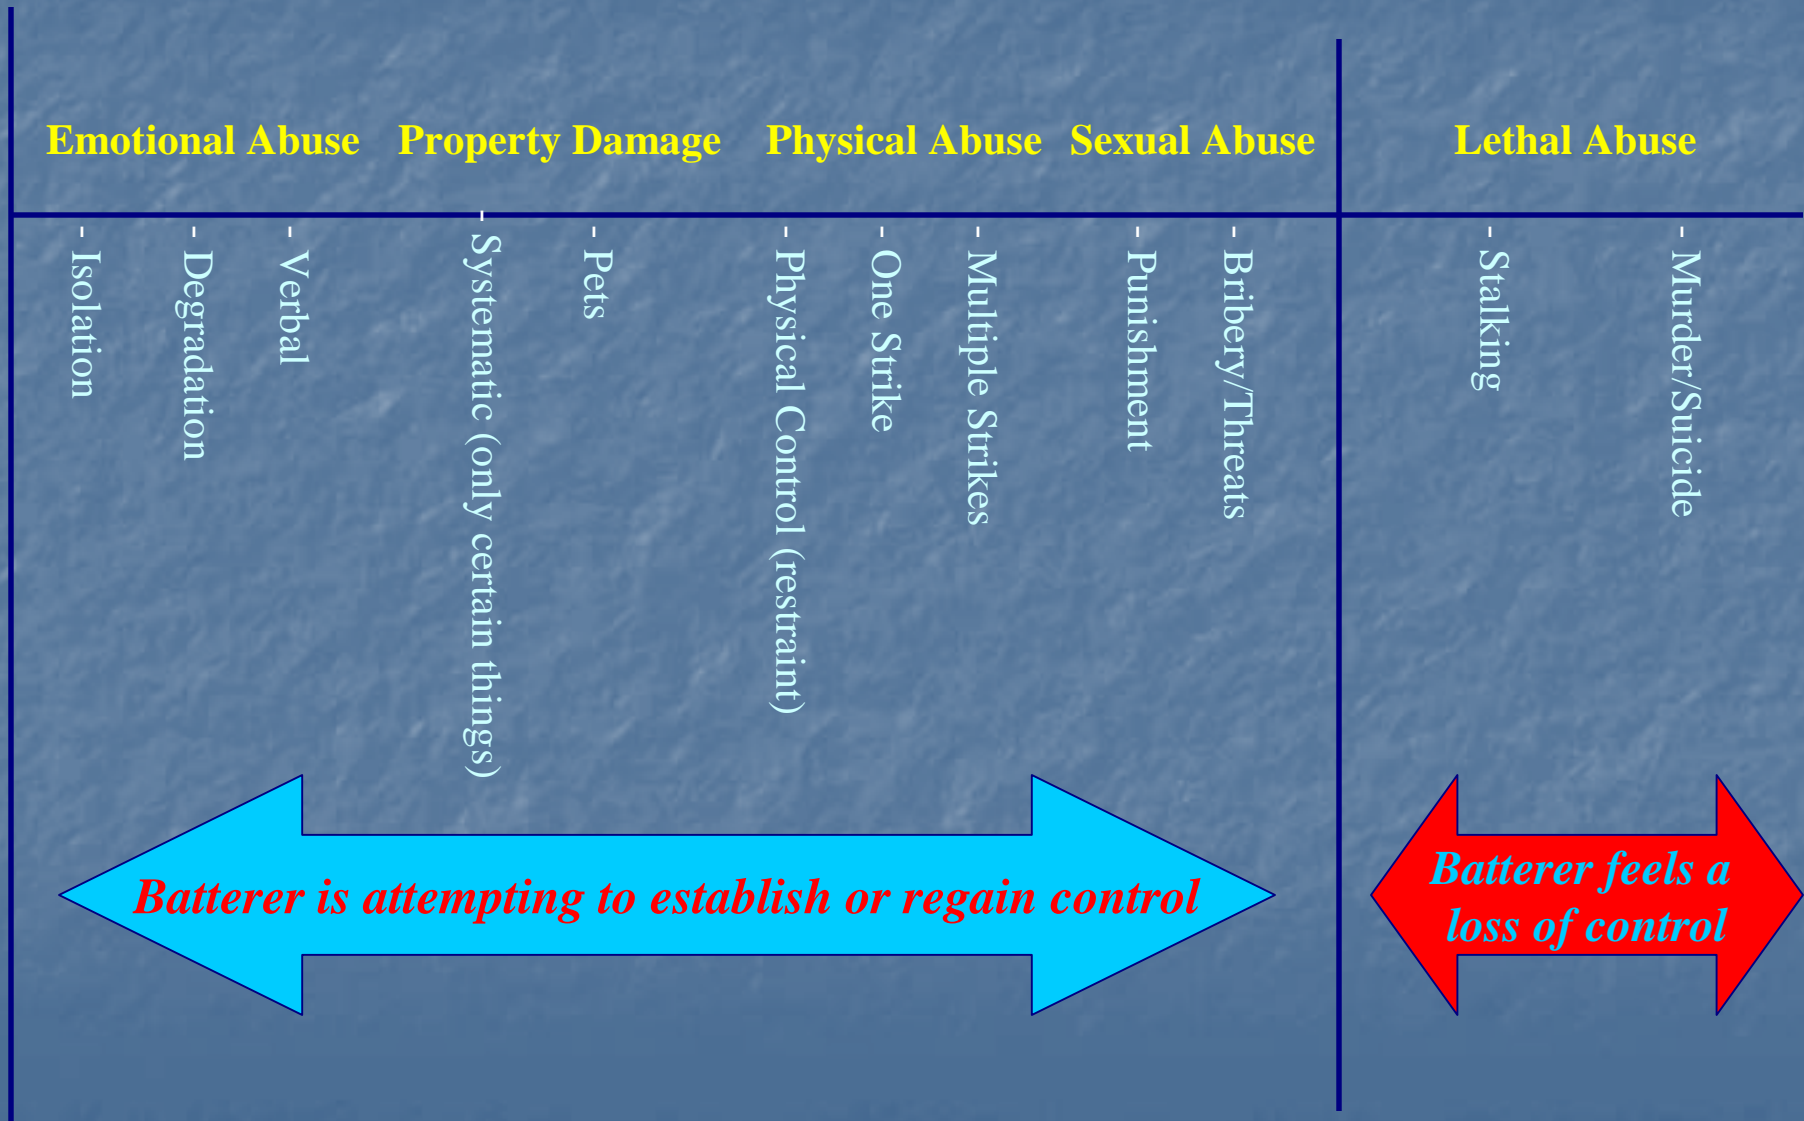 Emotional Abuse Property Damage Physical Abuse Sexual Abuse Lethal Abuse
Isolation
Degradation
Verbal
Systematic (only certain things)
Pets
Physical Control (restraint)
One Strike
Multiple Strikes
Punishment
Bribery/Threats
Stalking
Murder/Suicide
Batterer is attempting to establish or regain control
Batterer feels a
loss of control